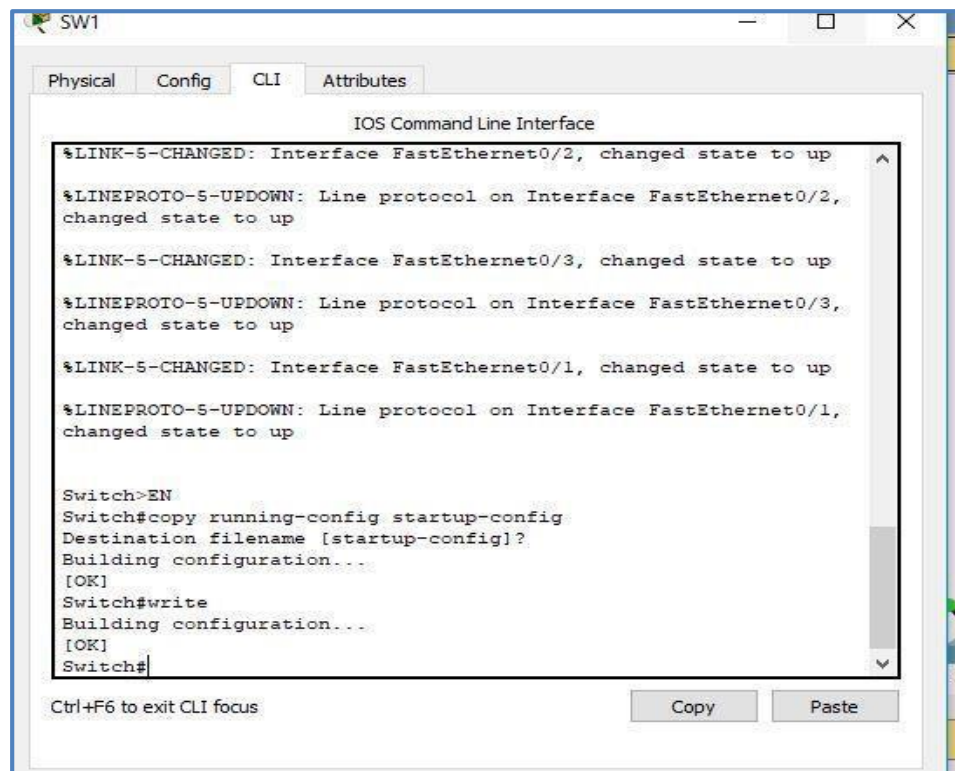 SW1
Physical Config CLI Attributes
IOS Command Line Interface
%LINK-5-CHANGED: Interface FastEthernet0/2, changed state to up
%LINEPROTO-5-UPDOWN: Line protocol on Interface FastEthernet0/2,
changed state to up
%LINK-5-CHANGED: Interface FastEthernet0/3, changed state to up
%LINEPROTO-5-UPDOWN: Line protocol on Interface FastEthernet0/3,
changed state to up
%LINK-5-CHANGED: Interface FastEthernet0/1, changed state to up
%LINEPROTO-5-UPDOWN: Line protocol on Interface FastEthernet0/1,
changed state to up
Switch>EN
Switch#copy running-config startup-config
Destination filename [startup-config]?
Building configuration...
[OK]
Switch#write
Building configuration...
[OK]
Switch#
Ctrl+F6 to exit CLI focus Copy Paste